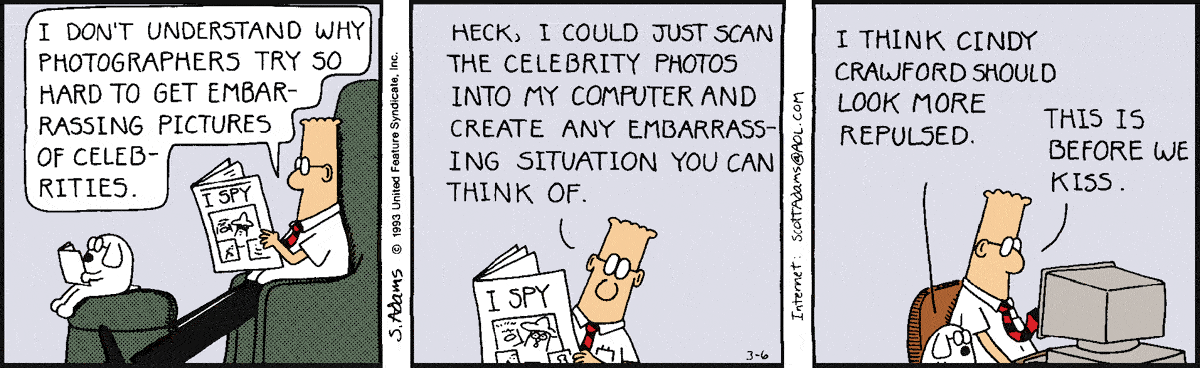 I DON'T UNDERSTAND WHY
PHOTOGRAPHERS TRY SO
HARD TO GET EMBAR-
RASSING PICTURES
OF CELEB-
RITIES.
I SPY
S. Adams © 1993 United Feature Syndicate, Inc.
HECK, I COULD JUST SCAN
THE CELEBRITY PHOTOS
INTO MY COMPUTER AND
CREATE ANY EMBARRASS-
ING SITUATION YOU CAN
THINK OF.
I SPY
3-6
Internet: SCOTTADAMS@AOL.COM
I THINK CINDY
CRAWFORD SHOULD
LOOK MORE
REPULSED.
THIS IS
BEFORE WE
KISS.